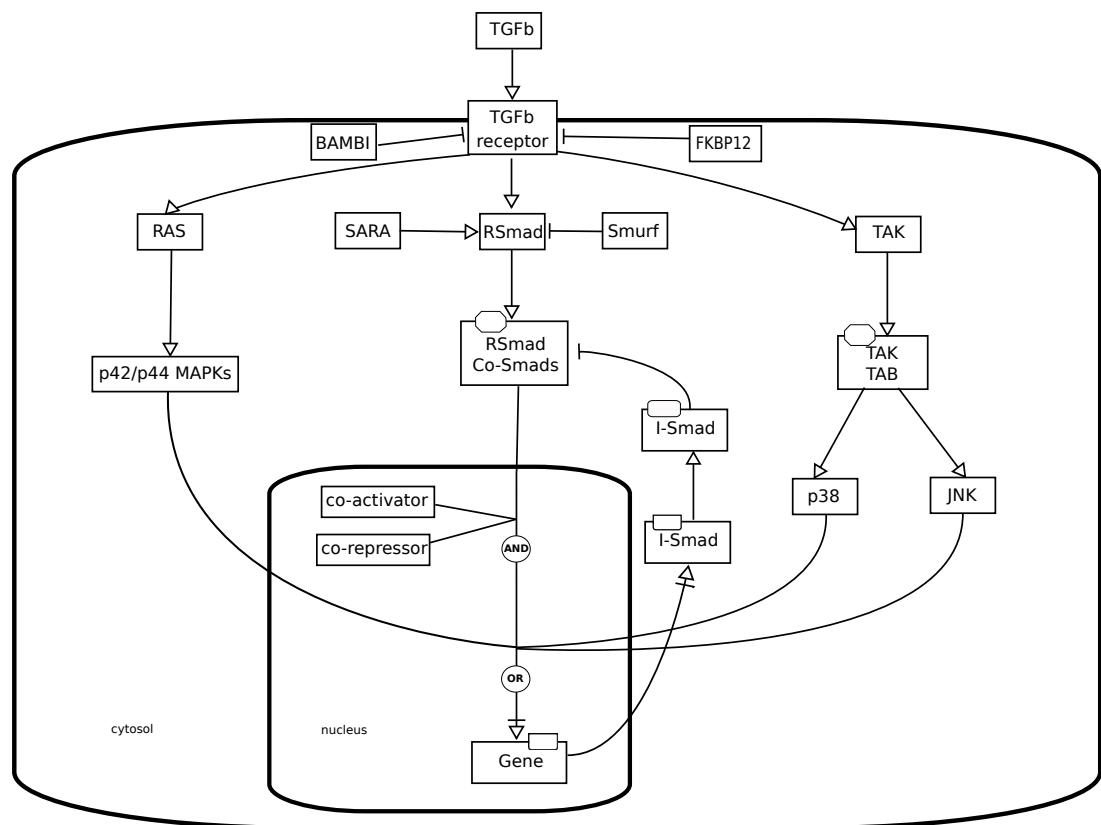 TGFb
TGFb
receptor
BAMBI
FKBP12
RAS
SARA
RSmad
Smurf
TAK
RSmad
Co-Smads
TAK
TAB
p42/p44 MAPKs
I-Smad
co-activator
p38
JNK
co-repressor
AND
I-Smad
OR
cytosol
nucleus
Gene